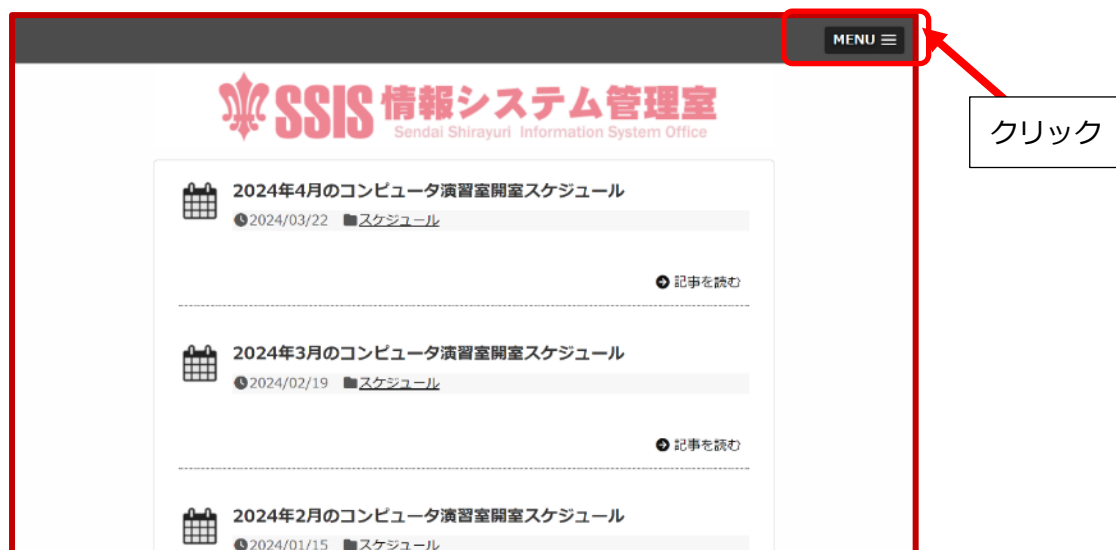 MENU
クリック
SSIS 情報システム管理室
Sendai Shirayuri Information System Office
2024年4月のコンピュータ演習室開室スケジュール
2024/03/22 スケジュール
記事を読む
2024年3月のコンピュータ演習室開室スケジュール
2024/02/19 スケジュール
記事を読む
2024年2月のコンピュータ演習室開室スケジュール
2024/01/15 スケジュール